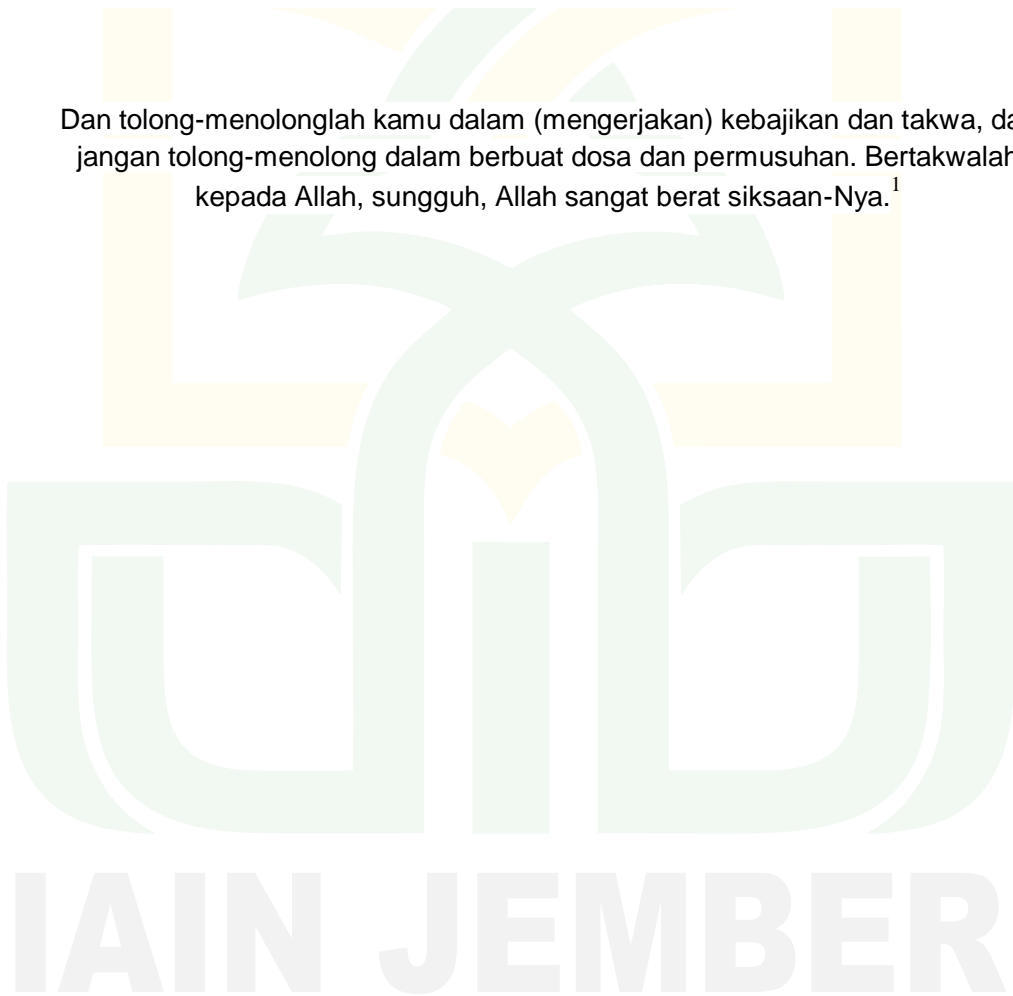 Dan tolong-menolonglah kamu dalam (mengerjakan) kebajikan dan takwa, da
jangan tolong-menolong dalam berbuat dosa dan permusuhan. Bertakwalah
kepada Allah, sungguh, Allah sangat berat siksaan-Nya.1
IAIN JEMBER